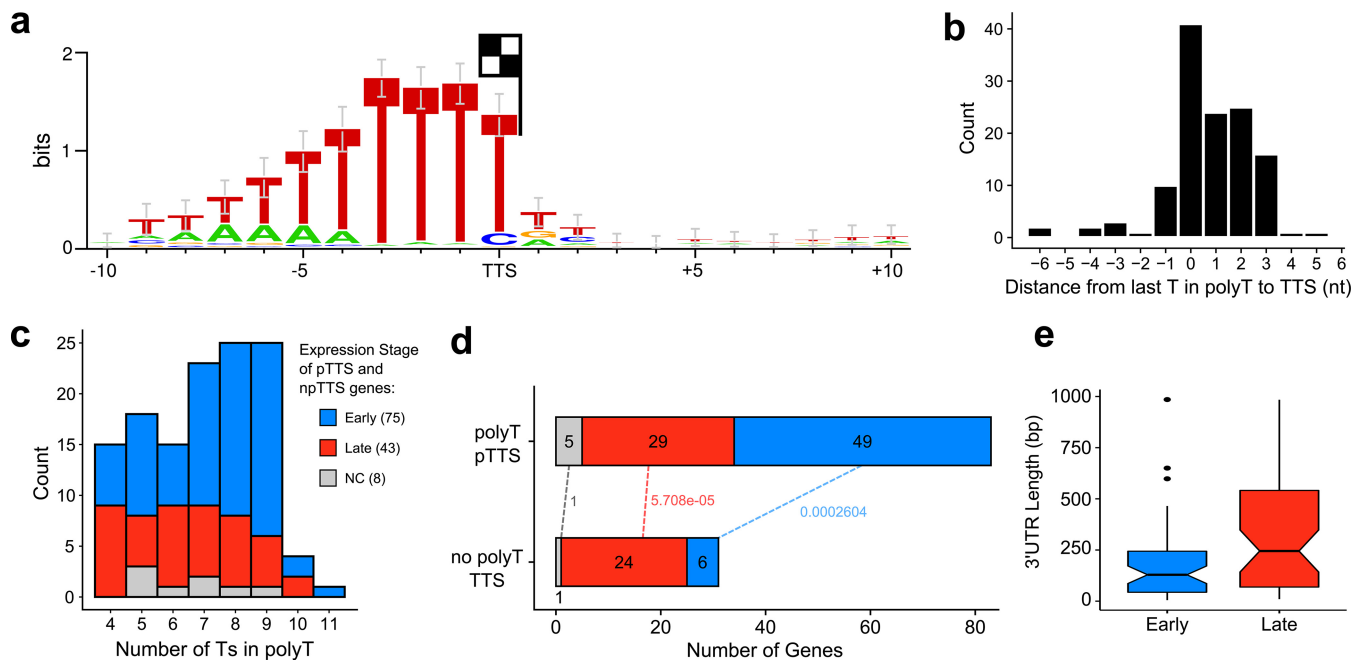 a
2
1
0
bits
-10
-5
TTS
+5
+10
b
40
30
20
10
0
Count
−6 −5 −4 −3 −2 −1 0 1 2 3 4 5 6
Distance from last T in polyT to TTS (nt)
c
25
20
15
10
5
0
Count
4 5 6 7 8 9 10 11
Number of Ts in polyT
Expression Stage
of pTTS and
npTTS genes:
Early (75)
Late (43)
NC (8)
d
polyT
pTTS
5 29 49
1
5.708e-05
0.0002604
no polyT
TTS
24 6
1
0 20 40 60 80
Number of Genes
e
1000
750
500
250
0
3'UTR Length (bp)
Early Late